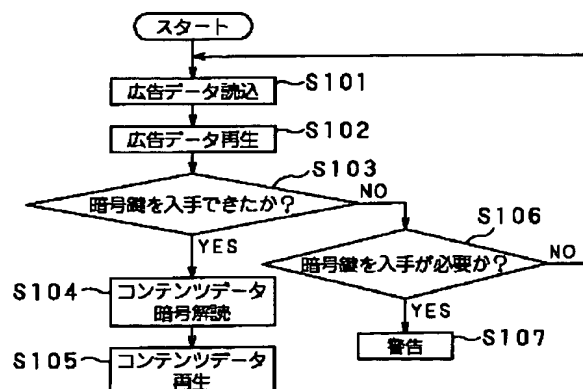 スタート
広告データ読込
S101
広告データ再生
S102
S103
暗号鍵を入手できたか?
NO
YES
S106
暗号鍵を入手が必要か?
NO
YES
S104
コンテンツデータ
暗号解読
S107
警告
S105
コンテンツデータ
再生